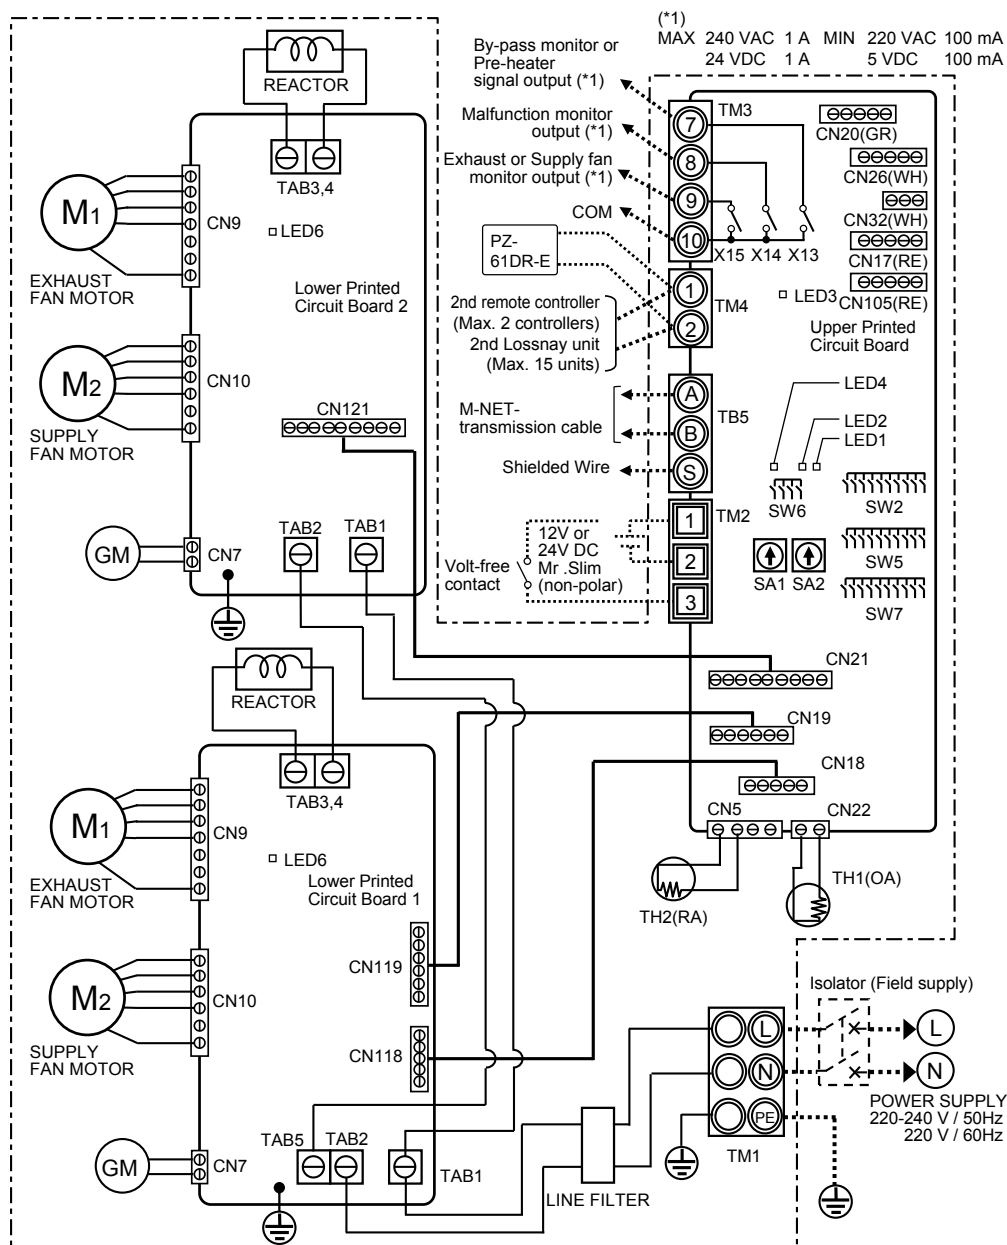 (*1)
MAX 240 VAC 1 A MIN 220 VAC 100 mA
24 VDC 1 A 5 VDC 100 mA
REACTOR
TAB3,4
M1
EXHAUST
FAN MOTOR
CN9
LED6
Lower Printed
Circuit Board 2
M2
SUPPLY
FAN MOTOR
CN10
CN121
GM
CN7
TAB2
TAB1
By-pass monitor or
Pre-heater
signal output (*1)
Malfunction monitor
output (*1)
Exhaust or Supply fan
monitor output (*1)
COM
PZ-
61DR-E
2nd remote controller
(Max. 2 controllers)
2nd Lossnay unit
(Max. 15 units)
M-NET-
transmission cable
Shielded Wire
Volt-free
contact
12V or
24V DC
Mr .Slim
(non-polar)
TM3
7
8
9
10
X15 X14 X13
TM4
1
2
TB5
A
B
S
TM2
1
2
3
CN20(GR)
CN26(WH)
CN32(WH)
CN17(RE)
CN105(RE)
LED3
Upper Printed
Circuit Board
LED4
LED2
LED1
SW6
SW2
SA1 SA2
SW5
SW7
CN21
CN19
CN18
CN5
CN22
TH2(RA)
TH1(OA)
REACTOR
TAB3,4
M1
EXHAUST
FAN MOTOR
CN9
LED6
Lower Printed
Circuit Board 1
CN119
M2
SUPPLY
FAN MOTOR
CN10
CN118
GM
CN7
TAB5 TAB2
TAB1
LINE FILTER
Isolator (Field supply)
L
N
PE
TM1
L
N
POWER SUPPLY
220-240 V / 50Hz
220 V / 60Hz